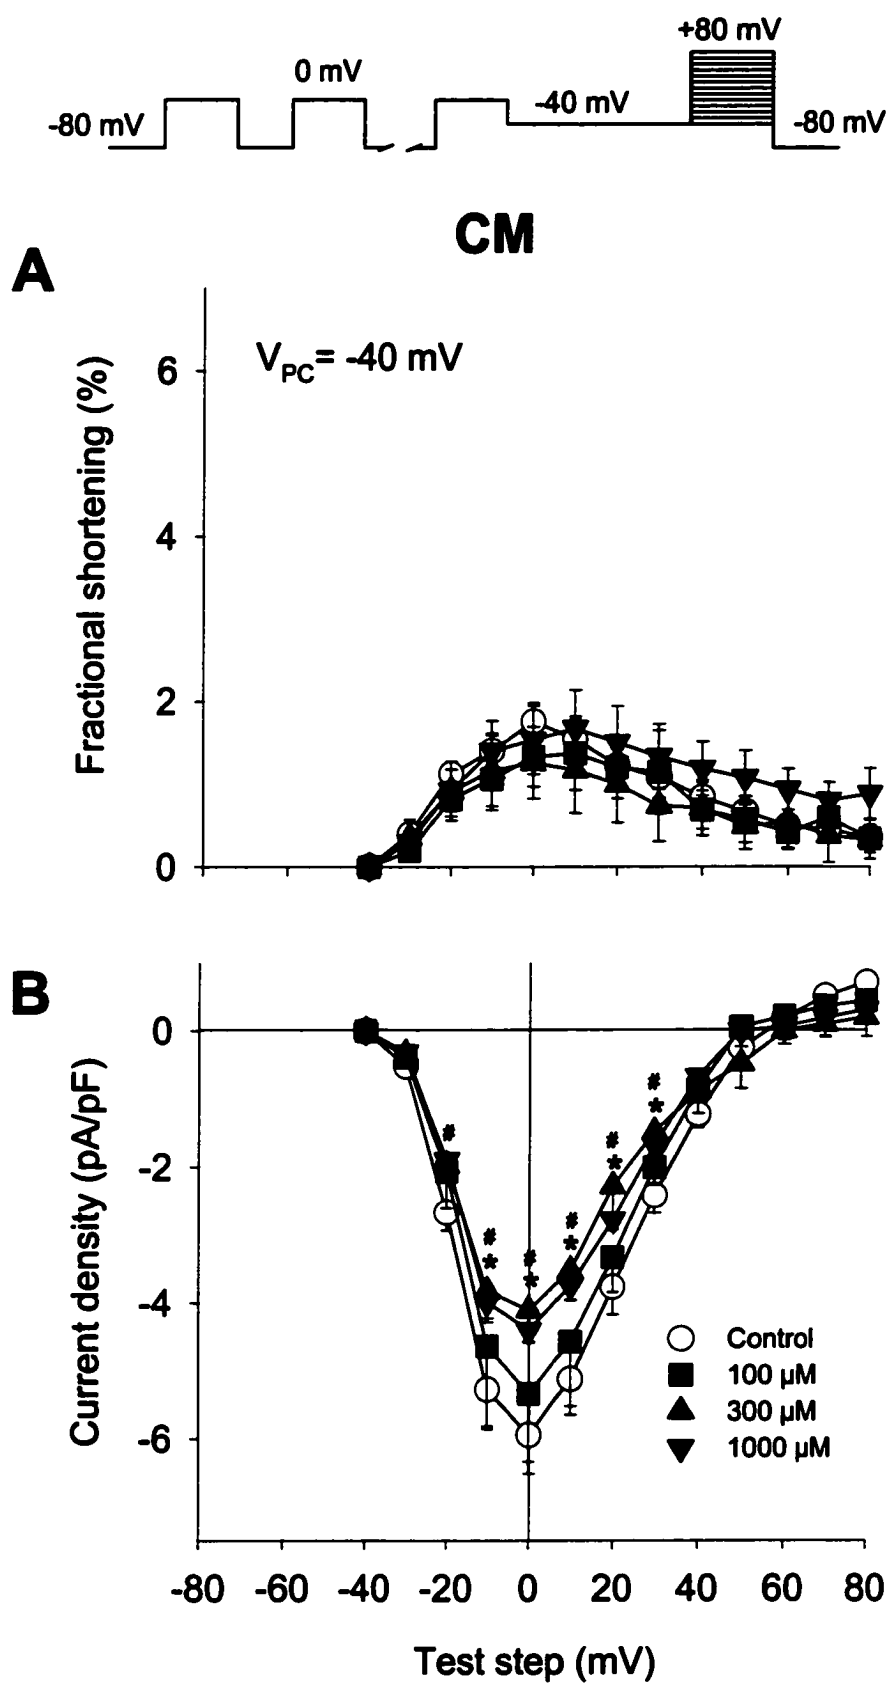 +80 mV
0 mV
-40 mV
-80 mV
-80 mV
CM
A
V_PC= -40 mV
Fractional shortening (%)
6
4
2
0
B
Current density (pA/pF)
0
-2
-4
-6
#
# *
# *
# *
# *
# *
Control
100 µM
300 µM
1000 µM
-80 -60 -40 -20 0 20 40 60 80
Test step (mV)